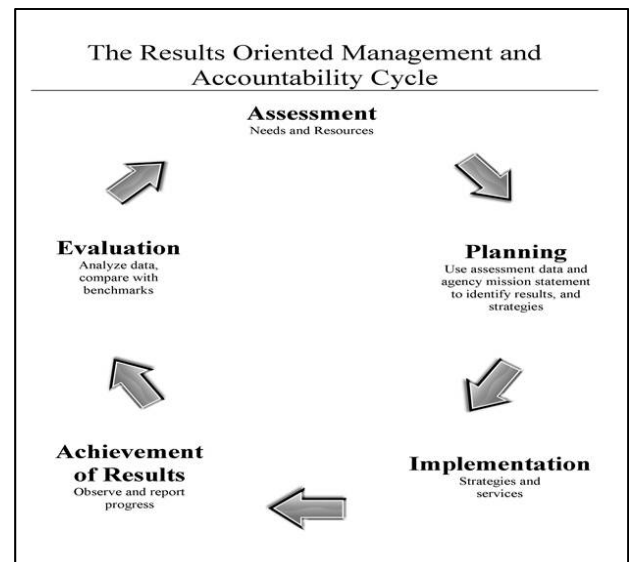 The Results Oriented Management and
Accountability Cycle
Assessment
Needs and Resources
Planning
Use assessment data and
agency mission statement
to identify results, and
strategies
Implementation
Strategies and
services
Achievement
of Results
Observe and report
progress
Evaluation
Analyze data,
compare with
benchmarks